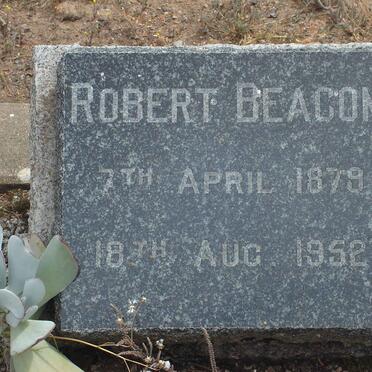 ROBERT BEACON
7TH APRIL 1879
18TH AUG. 1952